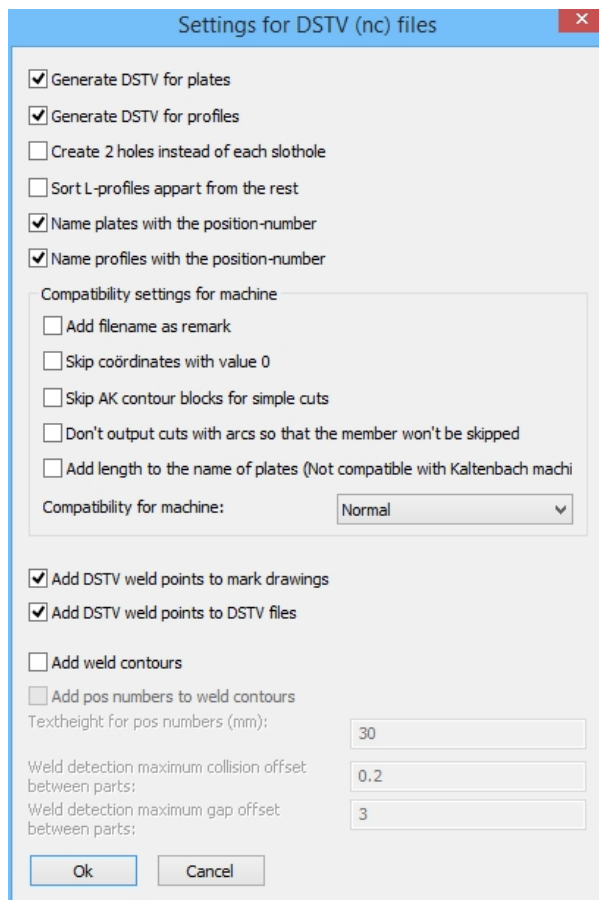 Settings for DSTV (nc) files
Generate DSTV for plates
Generate DSTV for profiles
Create 2 holes instead of each slothole
Sort L-profiles appart from the rest
Name plates with the position-number
Name profiles with the position-number
Compatibility settings for machine
Add filename as remark
Skip coördinates with value 0
Skip AK contour blocks for simple cuts
Don't output cuts with arcs so that the member won't be skipped
Add length to the name of plates (Not compatible with Kaltenbach machi
Compatibility for machine: Normal
Add DSTV weld points to mark drawings
Add DSTV weld points to DSTV files
Add weld contours
Add pos numbers to weld contours
Textheight for pos numbers (mm): 30
Weld detection maximum collision offset
between parts: 0.2
Weld detection maximum gap offset
between parts: 3
Ok Cancel